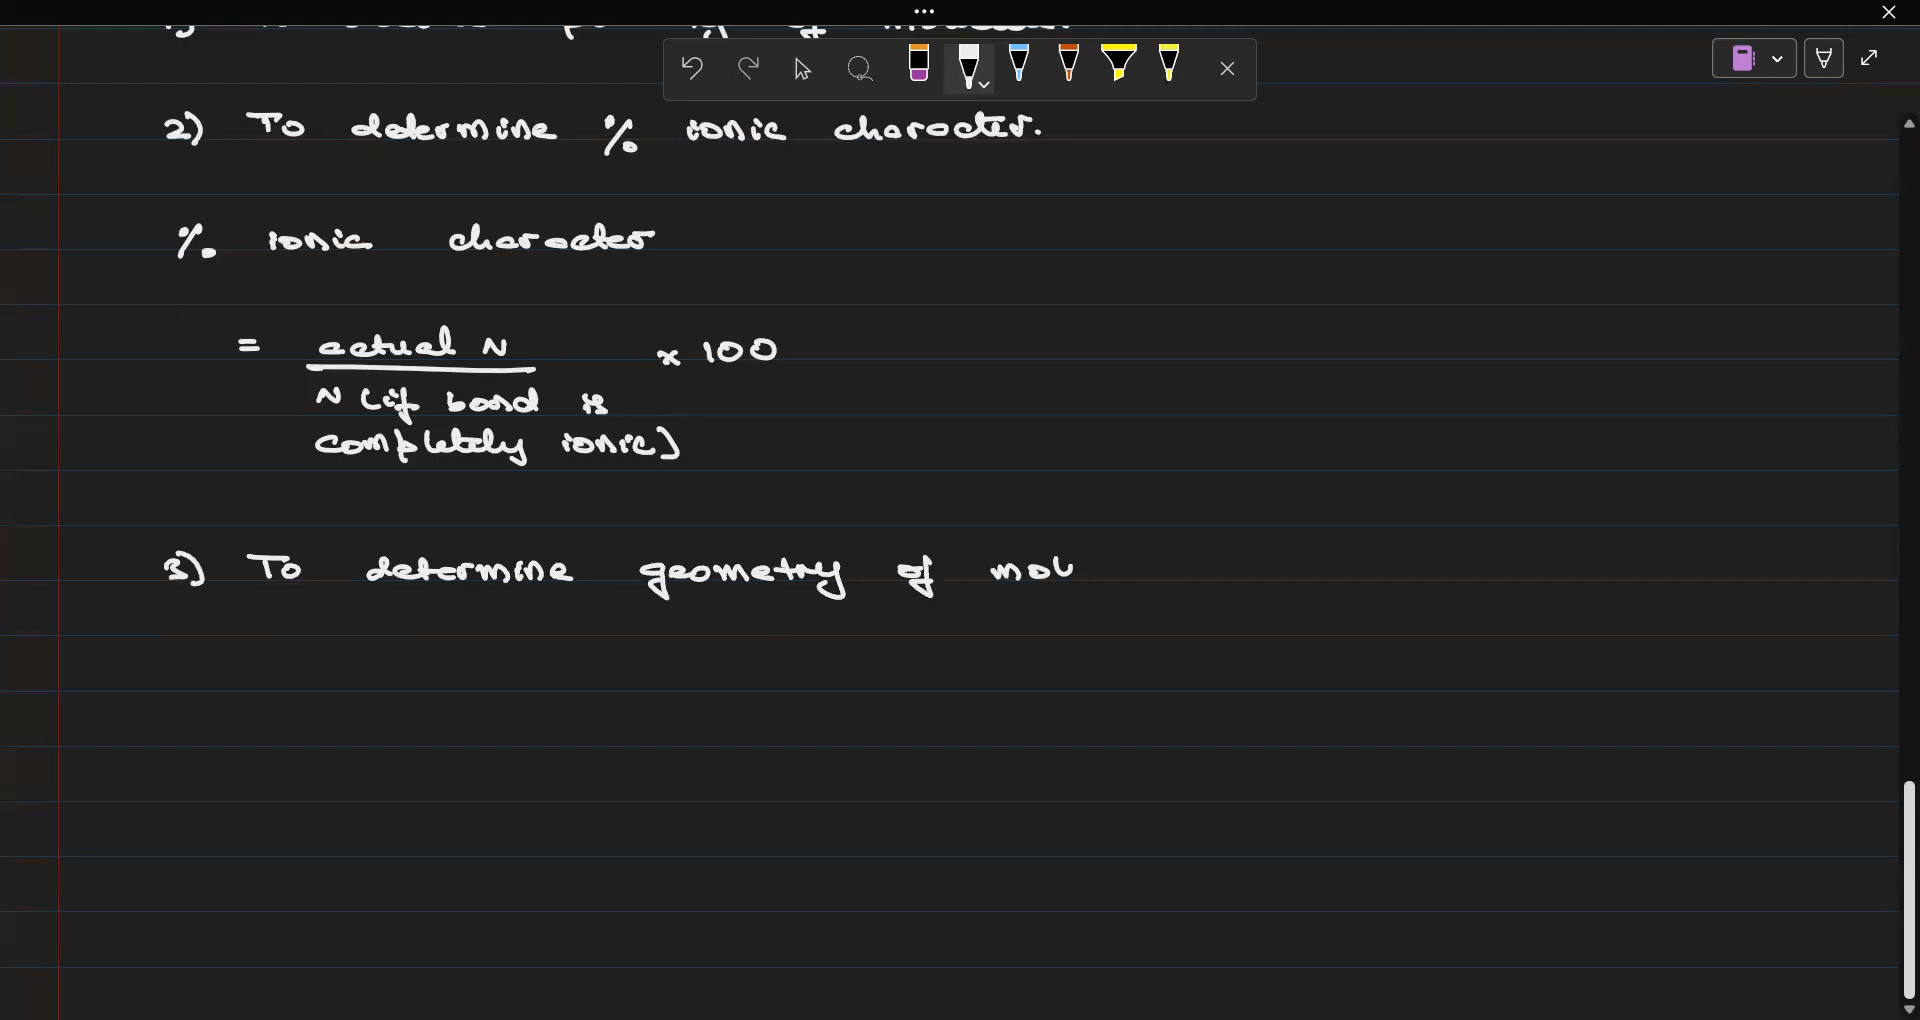 of
2) To determine % ionic character.
% ionic character
= actual N × 100
N (if bond is
completely ionic)
3) To determine geometry of mol